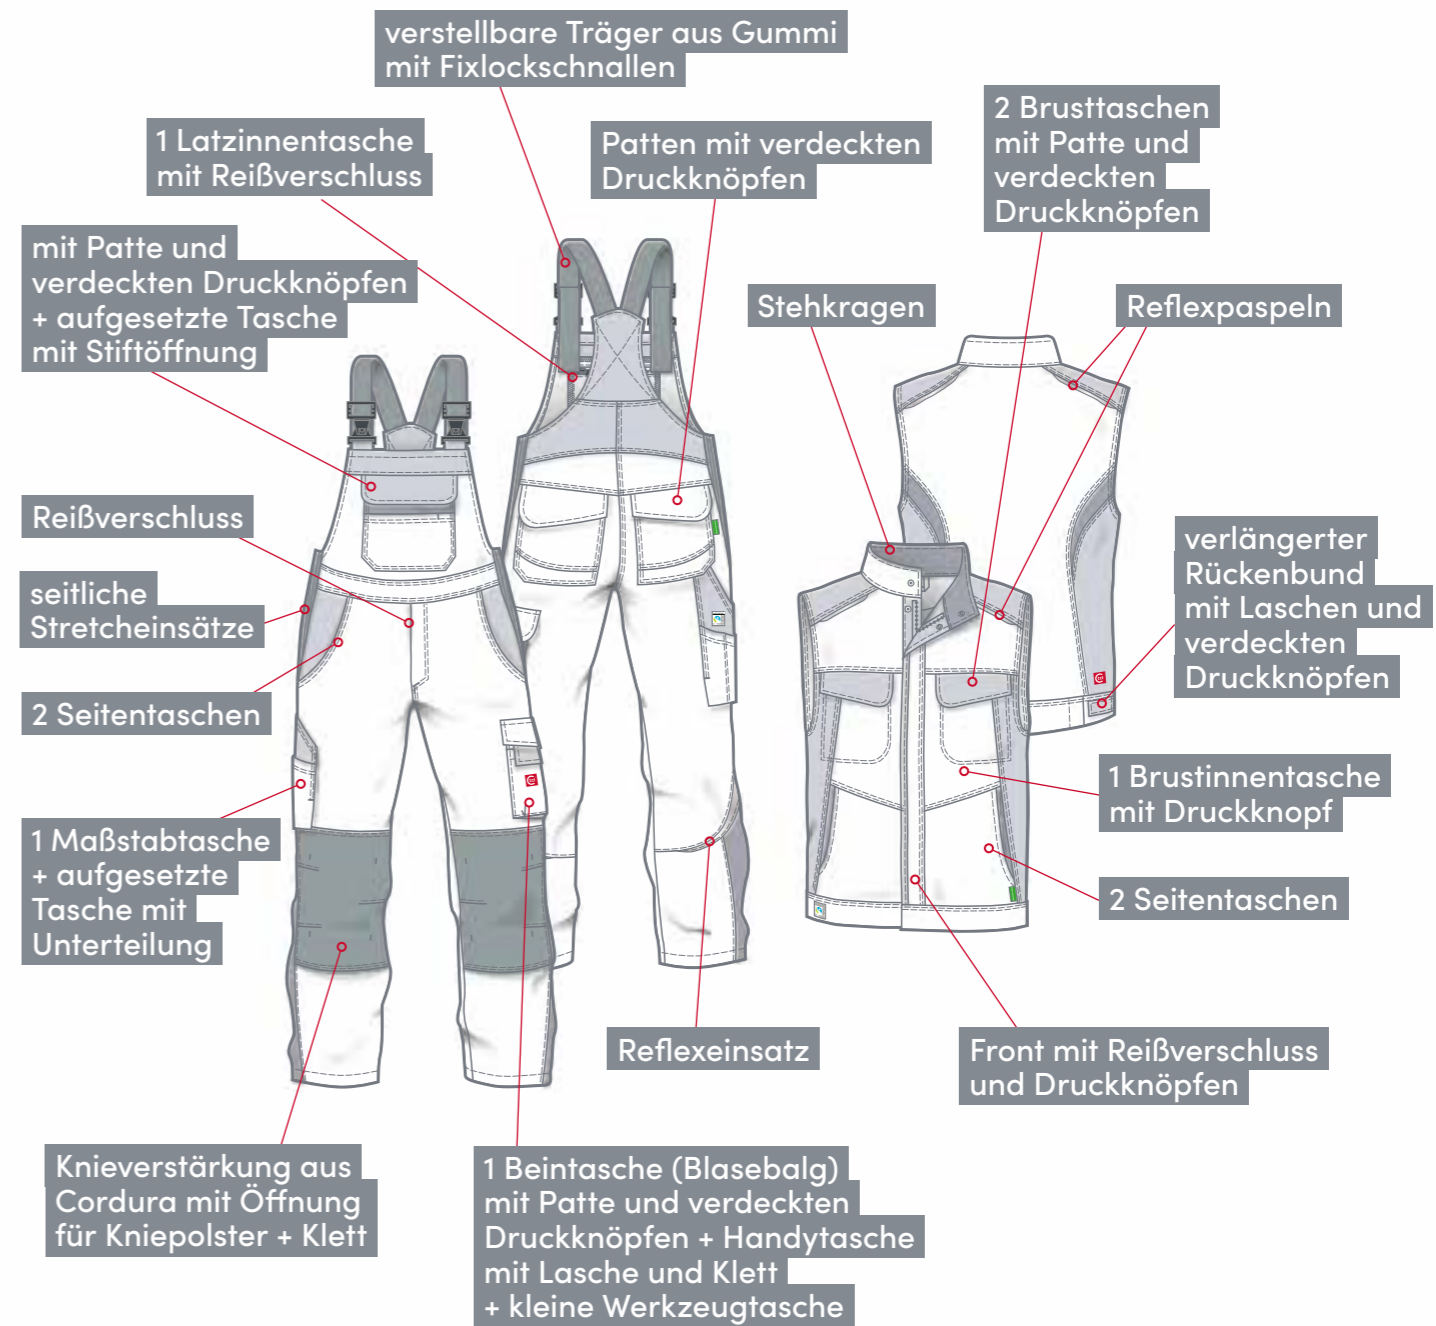 verstellbare Träger aus Gummi
mit Fixlockschnallen
1 Latzinnentasche
mit Reißverschluss
Patten mit verdeckten
Druckknöpfen
2 Brusttaschen
mit Patte und
verdeckten
Druckknöpfen
mit Patte und
verdeckten Druckknöpfen
+ aufgesetzte Tasche
mit Stiftöffnung
Stehkragen
Reflexpaspeln
Reißverschluss
seitliche
Stretcheinsätze
2 Seitentaschen
verlängerter
Rückenbund
mit Laschen und
verdeckten
Druckknöpfen
1 Maßstabtasche
+ aufgesetzte
Tasche mit
Unterteilung
1 Brustinnentasche
mit Druckknopf
2 Seitentaschen
Reflexeinsatz
Front mit Reißverschluss
und Druckknöpfen
Knieverstärkung aus
Cordura mit Öffnung
für Kniepolster + Klett
1 Beintasche (Blasebalg)
mit Patte und verdeckten
Druckknöpfen + Handytasche
mit Lasche und Klett
+ kleine Werkzeugtasche